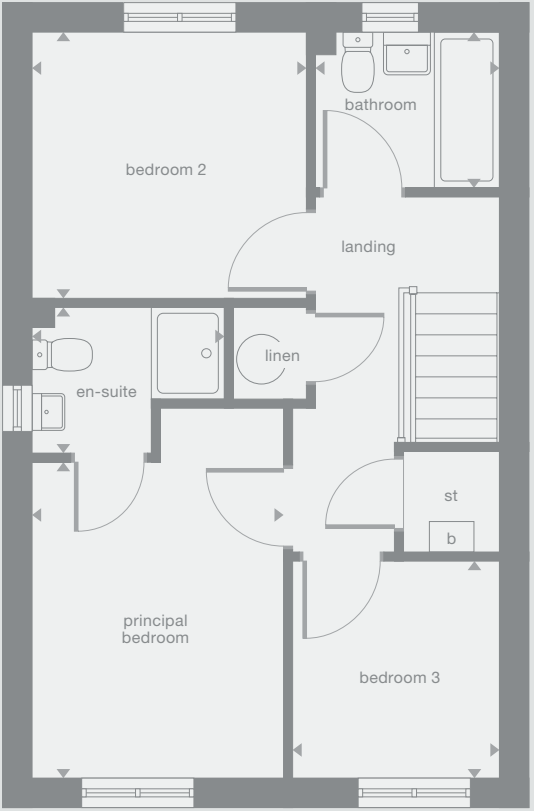 bathroom
bedroom 2
landing
linen
en-suite
st
b
principal
bedroom
bedroom 3